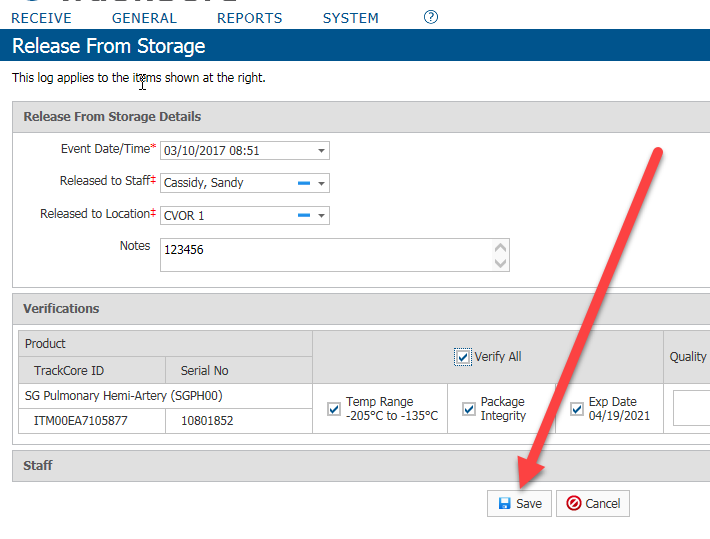 RECEIVE GENERAL REPORTS SYSTEM ?
Release From Storage
This log applies to the items shown at the right.
Release From Storage Details
Event Date/Time* 03/10/2017 08:51
Released to Staff‡ Cassidy, Sandy
Released to Location‡ CVOR 1
Notes 123456
Verifications
Product
Verify All
Quality
TrackCore ID Serial No
SG Pulmonary Hemi-Artery (SGPH00)
ITM00EA7105877 10801852
Temp Range
-205°C to -135°C
Package
Integrity
Exp Date
04/19/2021
Staff
Save Cancel